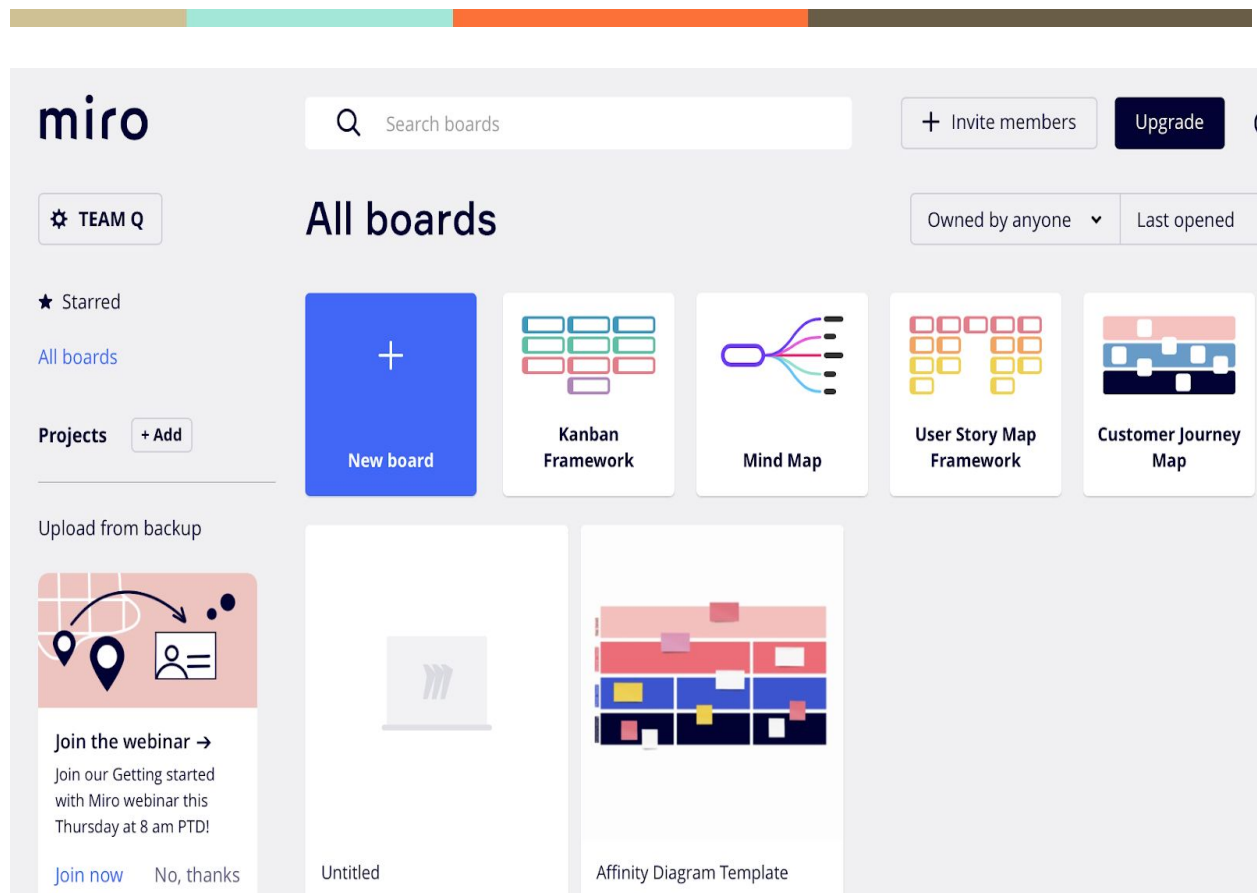 miro
Search boards
+ Invite members
Upgrade
TEAM Q
All boards
Owned by anyone
Last opened
Starred
All boards
Projects
+ Add
Upload from backup
New board
Kanban
Framework
Mind Map
User Story Map
Framework
Customer Journey
Map
Join the webinar →
Join our Getting started
with Miro webinar this
Thursday at 8 am PTD!
Join now
No, thanks
Untitled
Affinity Diagram Template